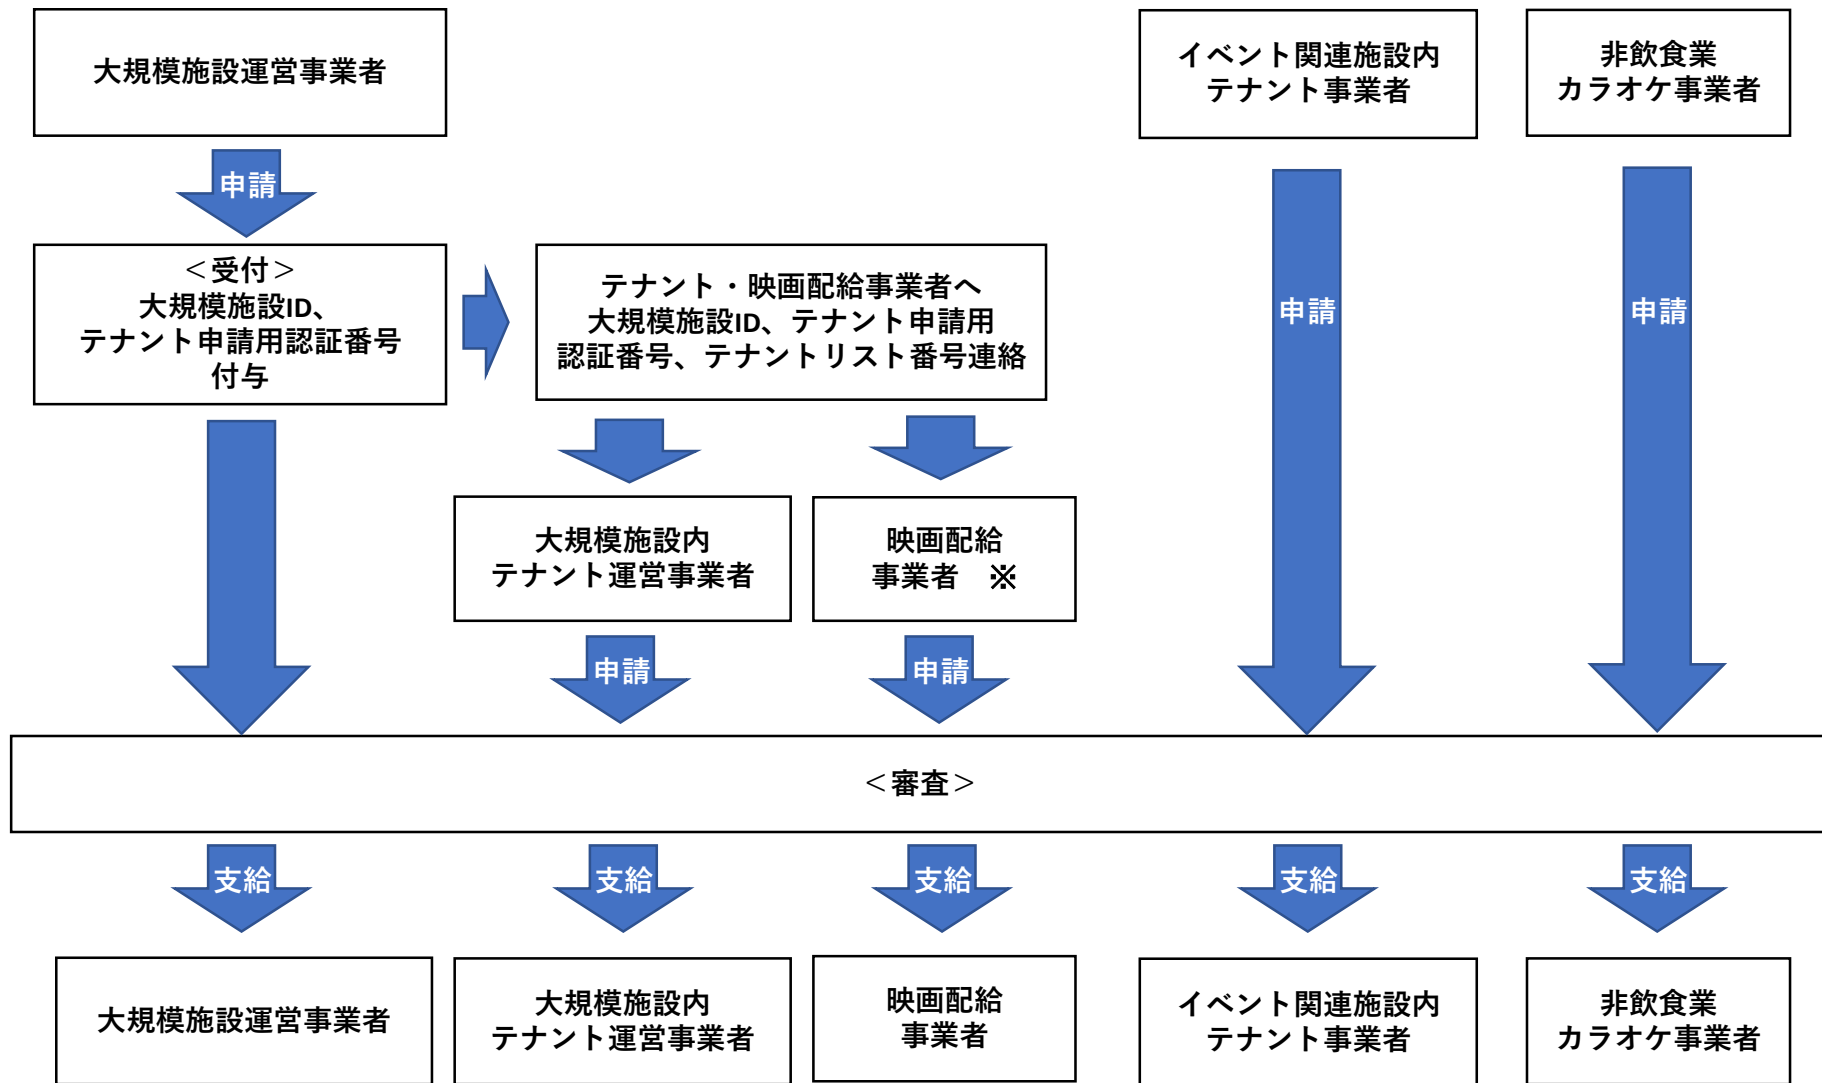 大規模施設運営事業者
イベント関連施設内
テナント事業者
非飲食業
カラオケ事業者
申請
＜受付＞
大規模施設ID、
テナント申請用認証番号
付与
テナント・映画配給事業者へ
大規模施設ID、テナント申請用
認証番号、テナントリスト番号連絡
申請
申請
大規模施設内
テナント運営事業者
映画配給
事業者　※
申請
申請
＜審査＞
支給
支給
支給
支給
支給
大規模施設運営事業者
大規模施設内
テナント運営事業者
映画配給
事業者
イベント関連施設内
テナント事業者
非飲食業
カラオケ事業者